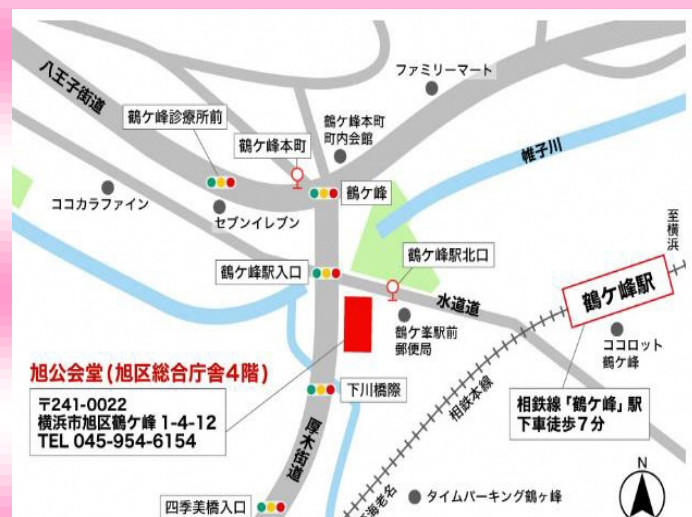 八王子街道
ファミリーマート
鶴ケ峰診療所前
鶴ケ峰本町
町内会館
鶴ケ峰本町
帷子川
ココカラファイン
セブンイレブン
鶴ケ峰
至横浜
鶴ケ峰駅入口
鶴ケ峰駅北口
水道道
鶴ケ峰駅
鶴ケ峯駅前
郵便局
ココロット
鶴ケ峰
旭公会堂(旭区総合庁舎4階)
〒241-0022
横浜市旭区鶴ケ峰 1-4-12
TEL 045-954-6154
下川橋際
相鉄本線
相鉄線「鶴ケ峰」駅
下車徒歩7分
厚木街道
四季美橋入口
海老名
タイムパーキング鶴ヶ峰
N